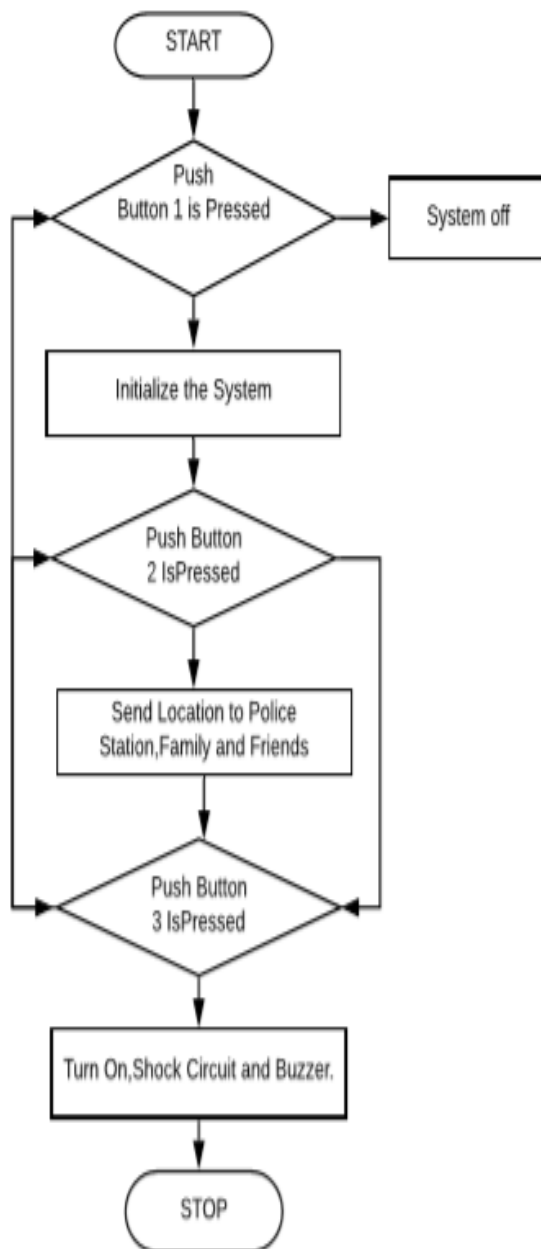 START
Push
Button 1 is Pressed
System off
Initialize the System
Push Button
2 IsPressed
Send Location to Police
Station,Family and Friends
Push Button
3 IsPressed
Turn On,Shock Circuit and Buzzer.
STOP